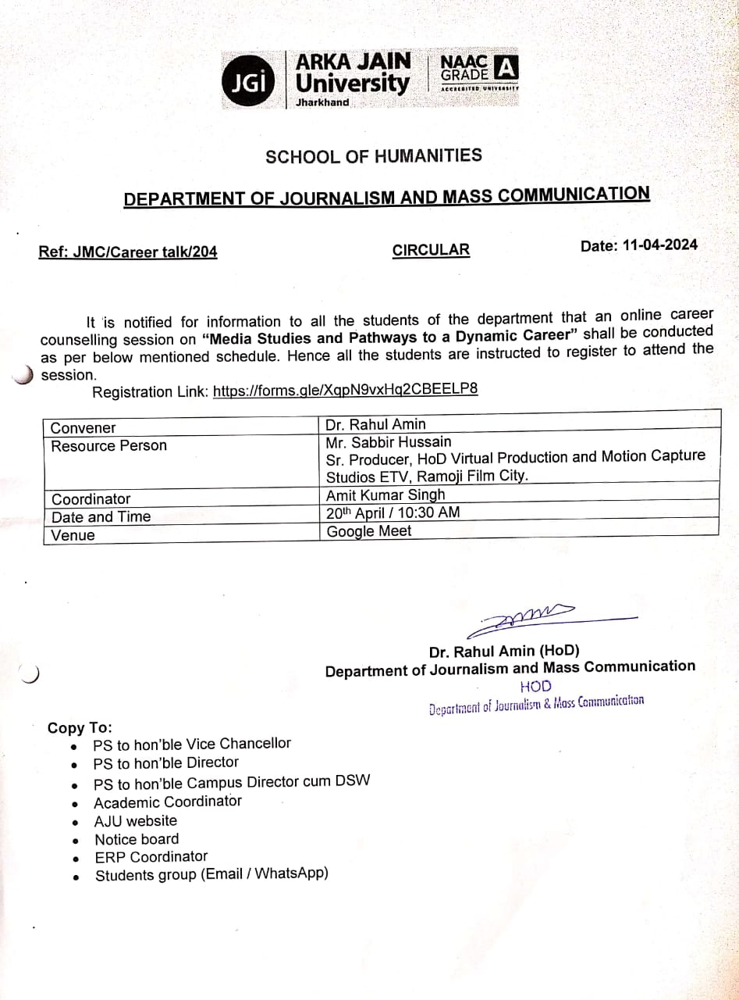 JGi
ARKA JAIN
University
Jharkhand
NAAC
GRADE A
ACCREDITED UNIVERSITY
SCHOOL OF HUMANITIES
DEPARTMENT OF JOURNALISM AND MASS COMMUNICATION
Ref: JMC/Career talk/204 CIRCULAR Date: 11-04-2024
It is notified for information to all the students of the department that an online career
counselling session on “Media Studies and Pathways to a Dynamic Career” shall be conducted
as per below mentioned schedule. Hence all the students are instructed to register to attend the
session.
Registration Link: https://forms.gle/XqpN9vxHq2CBEELP8
Convener Dr. Rahul Amin
Resource Person Mr. Sabbir Hussain
Sr. Producer, HoD Virtual Production and Motion Capture
Studios ETV, Ramoji Film City.
Coordinator Amit Kumar Singh
Date and Time 20th April / 10:30 AM
Venue Google Meet
Dr. Rahul Amin (HoD)
Department of Journalism and Mass Communication
HOD
Department of Journalism & Mass Communication
Copy To:
• PS to hon’ble Vice Chancellor
• PS to hon’ble Director
• PS to hon’ble Campus Director cum DSW
• Academic Coordinator
• AJU website
• Notice board
• ERP Coordinator
• Students group (Email / WhatsApp)